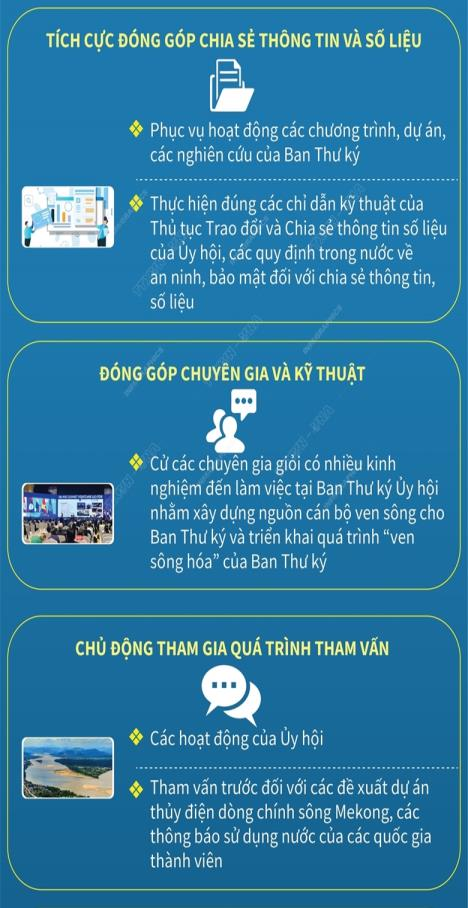 TÍCH CỰC ĐÓNG GÓP CHIA SẺ THÔNG TIN VÀ SỐ LIỆU
Phục vụ hoạt động các chương trình, dự án,
các nghiên cứu của Ban Thư ký
Thực hiện đúng các chỉ dẫn kỹ thuật của
Thủ tục Trao đổi và Chia sẻ thông tin số liệu
của Ủy hội, các quy định trong nước về
an ninh, bảo mật đối với chia sẻ thông tin,
số liệu
ĐÓNG GÓP CHUYÊN GIA VÀ KỸ THUẬT
Cử các chuyên gia giỏi có nhiều kinh
nghiệm đến làm việc tại Ban Thư ký Ủy hội
nhằm xây dựng nguồn cán bộ ven sông cho
Ban Thư ký và triển khai quá trình “ven
sông hóa” của Ban Thư ký
CHỦ ĐỘNG THAM GIA QUÁ TRÌNH THAM VẤN
Các hoạt động của Ủy hội
Tham vấn trước đối với các đề xuất dự án
thủy điện dòng chính sông Mekong, các
thông báo sử dụng nước của các quốc gia
thành viên